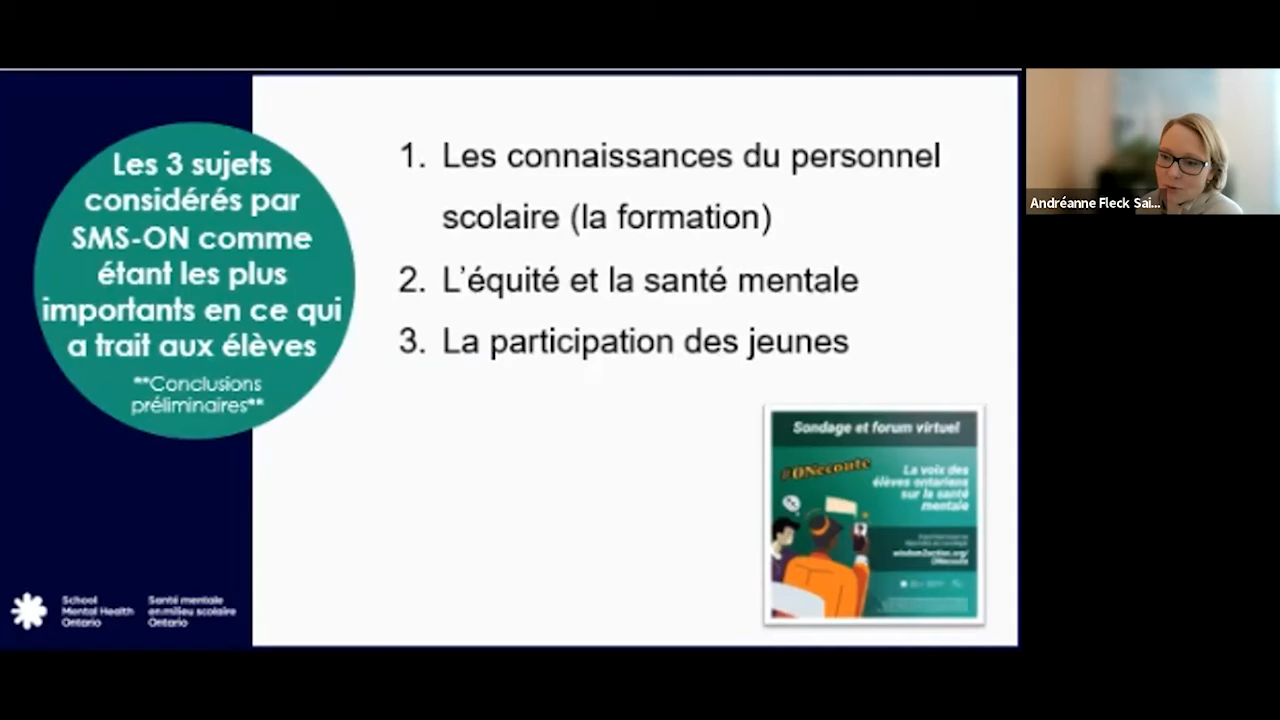 Les 3 sujets
considérés par
SMS-ON comme
étant les plus
importants en ce qui
a trait aux élèves
**Conclusions
préliminaires**
1. Les connaissances du personnel
scolaire (la formation)
2. L'équité et la santé mentale
3. La participation des jeunes
Sondage et forum virtuel
#ONecoute
La voix des
élèves ontariens
sur la santé
mentale
School
Mental Health
Ontario
Santé mentale
en milieu scolaire
Ontario
Andréanne Fleck Sai...